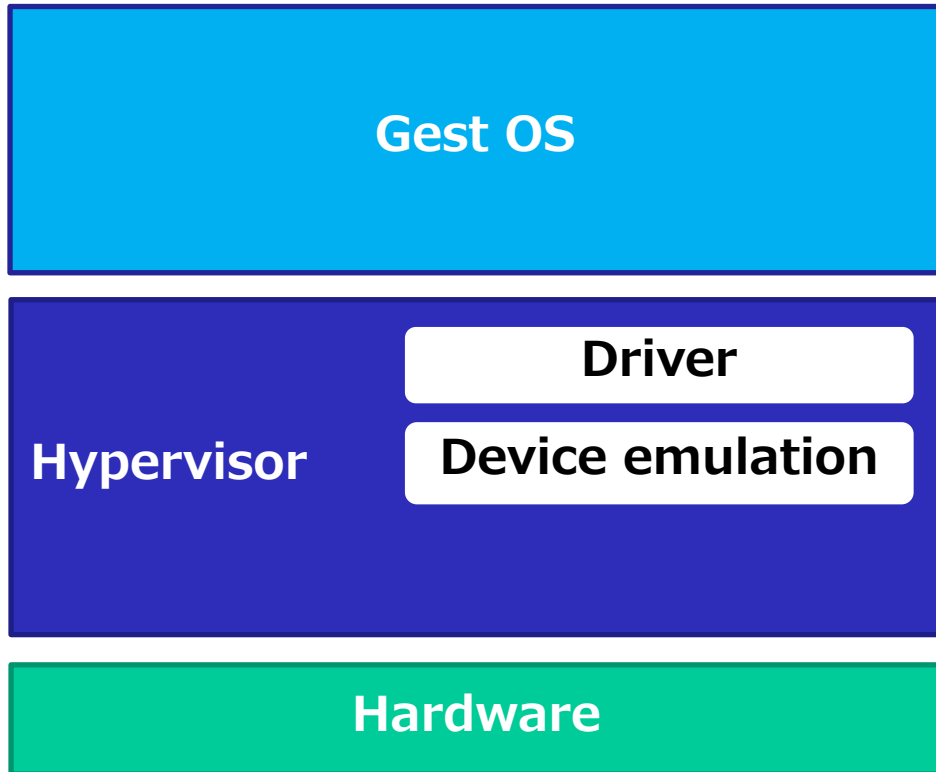 Gest OS
Driver
Hypervisor
Device emulation
Hardware